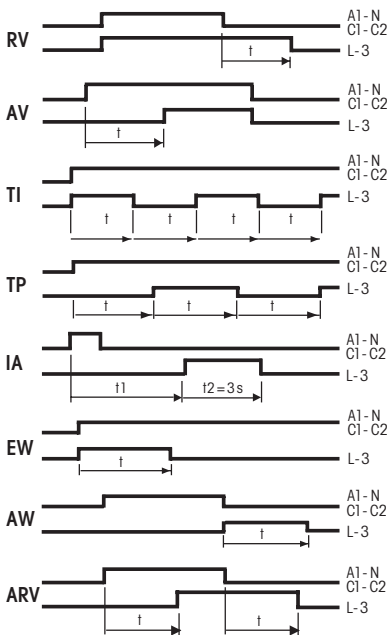 RV
A1-N
C1-C2
L-3
t
AV
A1-N
C1-C2
L-3
t
TI
A1-N
C1-C2
L-3
t t t t
TP
A1-N
C1-C2
L-3
t t t
IA
A1-N
C1-C2
L-3
t1 t2=3s
EW
A1-N
C1-C2
L-3
t
AW
A1-N
C1-C2
L-3
t
ARV
A1-N
C1-C2
L-3
t t